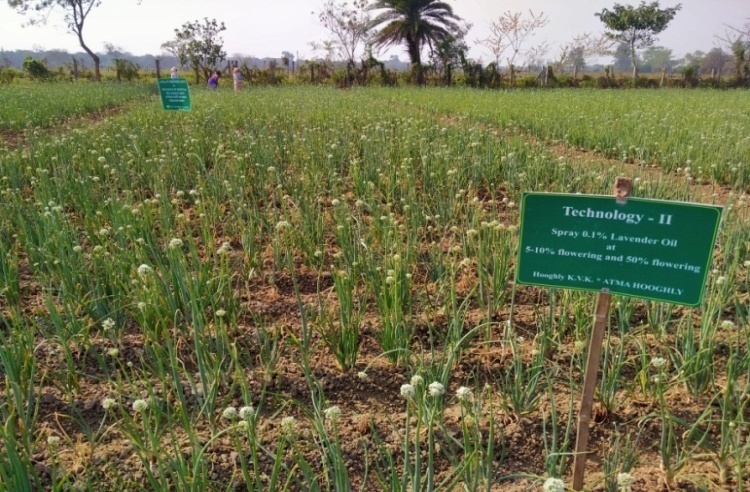 Technology - II
Spray 0.1% Lavender Oil
at
5-10% flowering and 50% flowering
Hooghly K.V.K. * ATMA HOOGHLY